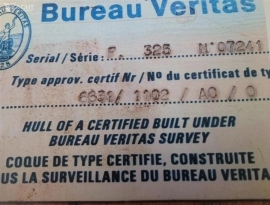 Bureau Veritas
Serial / Série: F. 325 N°07241
Type approv. certif Nr / N° du certificat de ty
6631/ 1102 / A0 / 0
HULL OF A CERTIFIED BUILT UNDER
BUREAU VERITAS SURVEY
COQUE DE TYPE CERTIFIE, CONSTRUITE
US LA SURVEILLANCE DU BUREAU VERITA